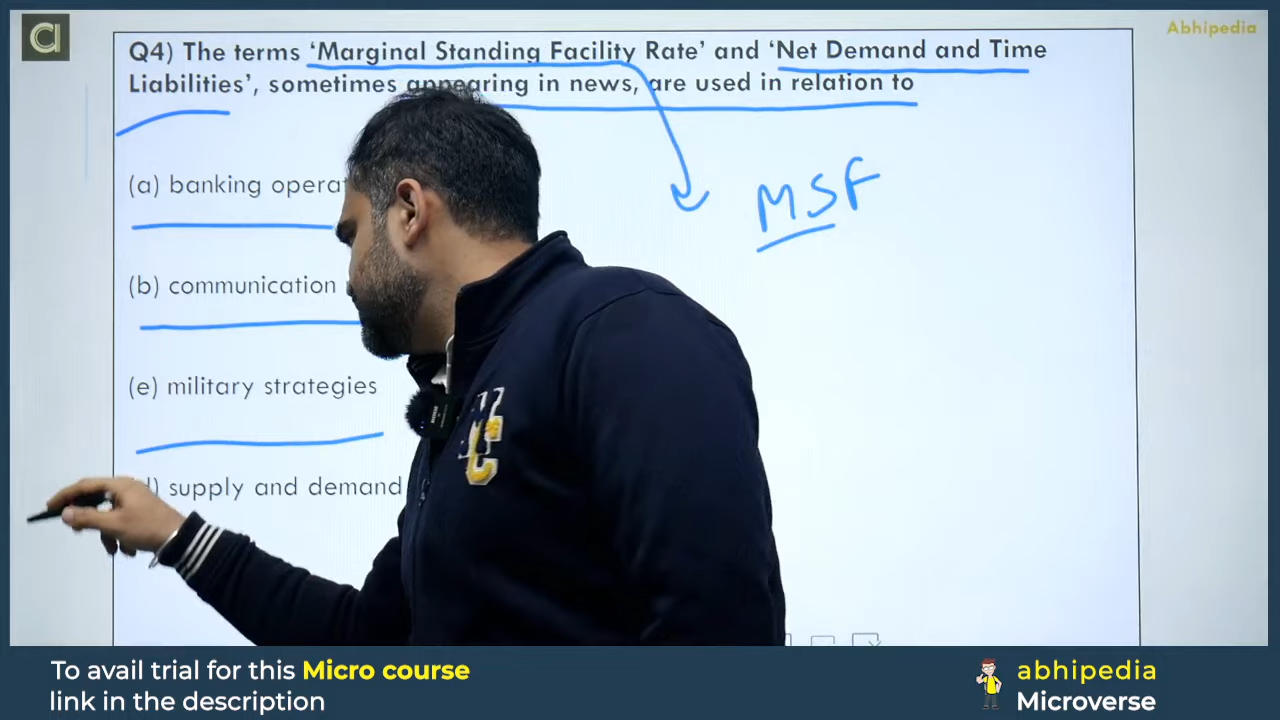 Abhipedia
Q4) The terms ‘Marginal Standing Facility Rate’ and ‘Net Demand and Time
Liabilities’, sometimes appearing in news, are used in relation to
MSF
(a) banking
(b) communication
(e) military strategies
supply and demand
To avail trial for this Micro course
link in the description
abhipedia
Microverse